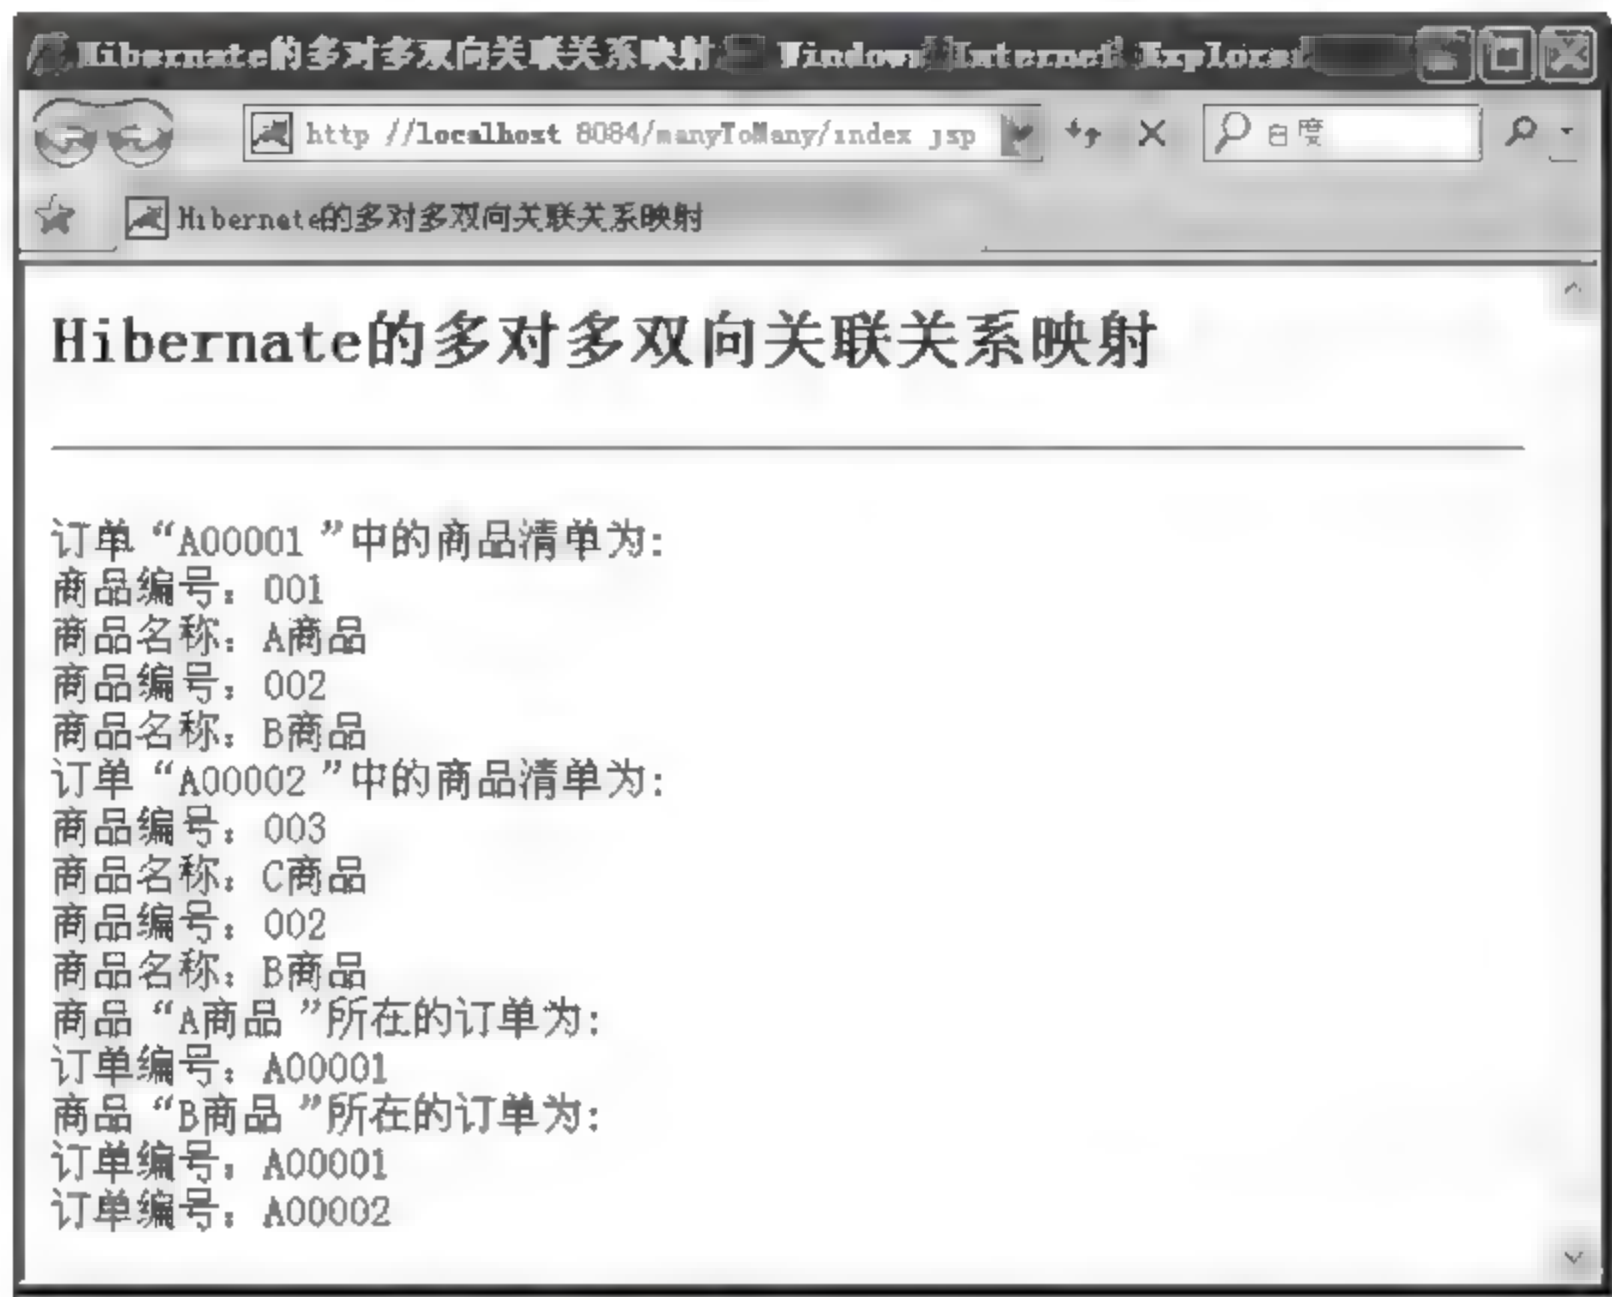 Hibernate的多对多双向关联关系映射 Windows Internet Explorer
http //localhost 8084/manyToMany/index jsp
百度
Hibernate的多对多双向关联关系映射
Hibernate的多对多双向关联关系映射
订单“A00001 ”中的商品清单为:
商品编号: 001
商品名称: A商品
商品编号: 002
商品名称: B商品
订单“A00002 ”中的商品清单为:
商品编号: 003
商品名称: C商品
商品编号: 002
商品名称: B商品
商品“A商品 ”所在的订单为:
订单编号: A00001
商品“B商品 ”所在的订单为:
订单编号: A00001
订单编号: A00002